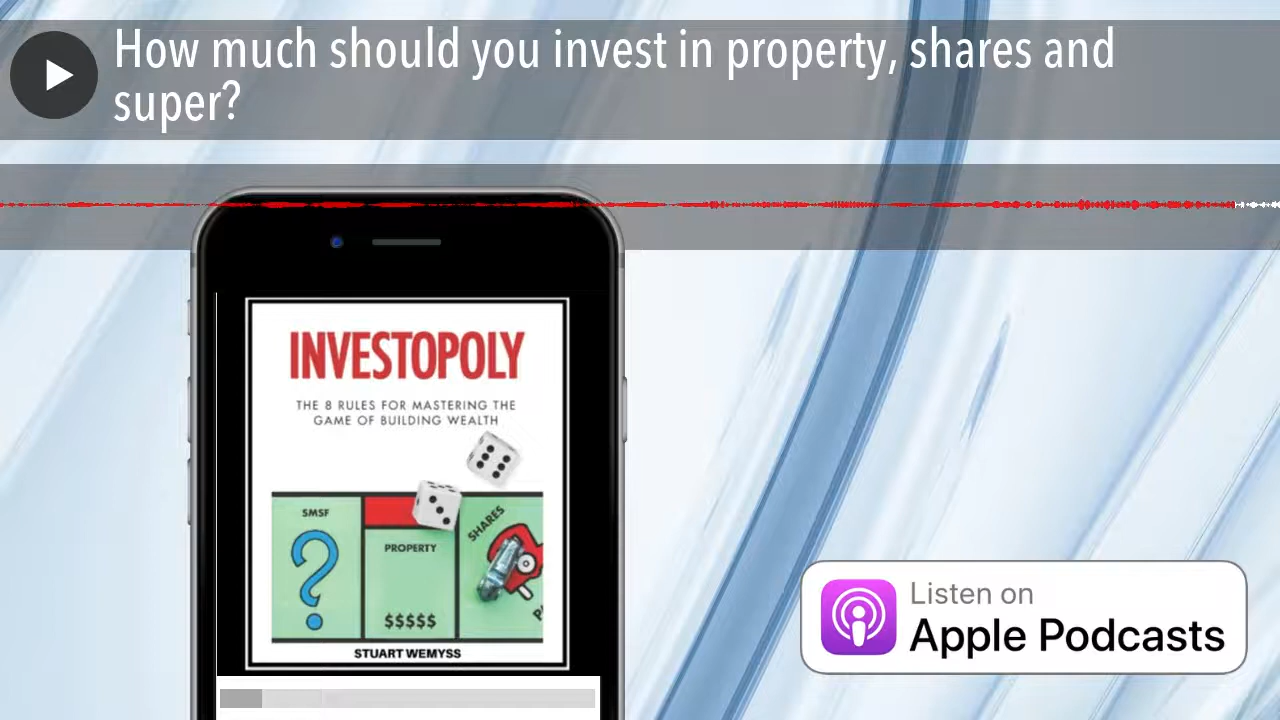 How much should you invest in property, shares and
super?
INVESTOPOLY
THE 8 RULES FOR MASTERING THE
GAME OF BUILDING WEALTH
SMSF
PROPERTY
SHARES
$$$$$
STUART WEMYSS
Listen on
Apple Podcasts